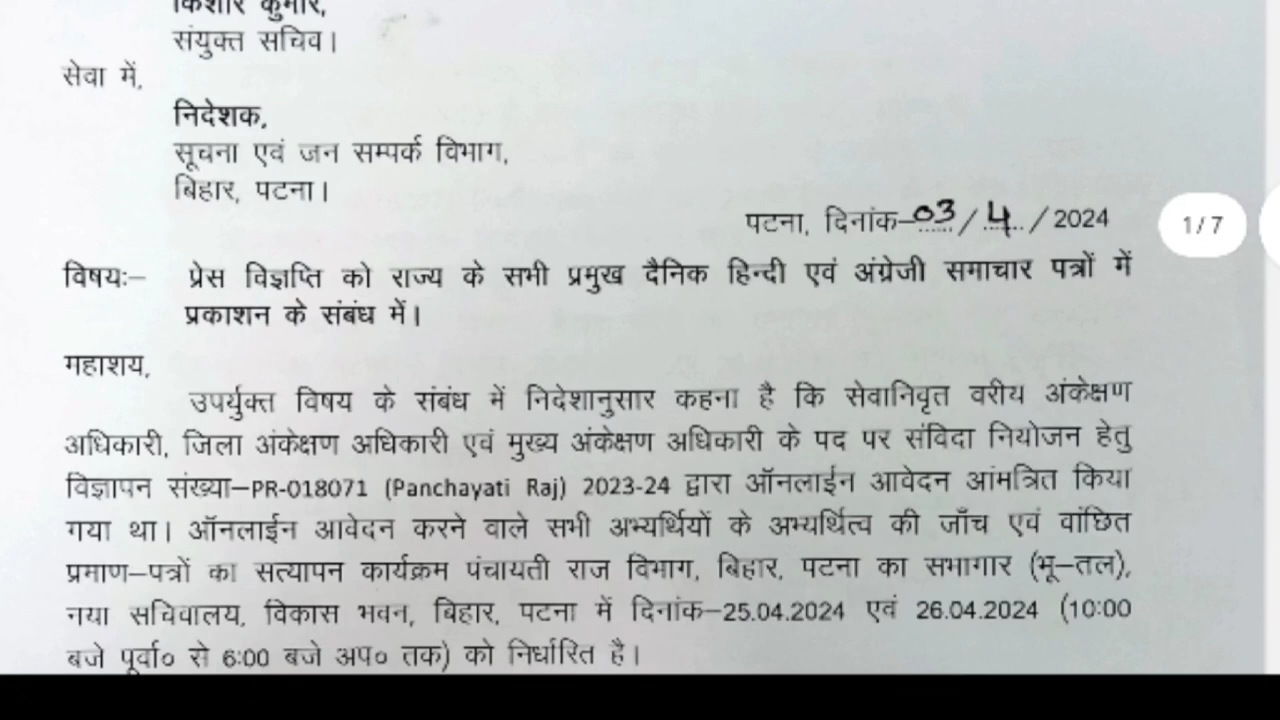 किशोर कुमार,
संयुक्त सचिव।
सेवा में,
निदेशक,
सूचना एवं जन सम्पर्क विभाग,
बिहार, पटना।
पटना, दिनांक–03/4/2024
1/7
विषयः– प्रेस विज्ञप्ति को राज्य के सभी प्रमुख दैनिक हिन्दी एवं अंग्रेजी समाचार पत्रों में
प्रकाशन के संबंध में।
महाशय,
उपर्युक्त विषय के संबंध में निदेशानुसार कहना है कि सेवानिवृत वरीय अंकेक्षण
अधिकारी, जिला अंकेक्षण अधिकारी एवं मुख्य अंकेक्षण अधिकारी के पद पर संविदा नियोजन हेतु
विज्ञापन संख्या–PR-018071 (Panchayati Raj) 2023-24 द्वारा ऑनलाईन आवेदन आंमत्रित किया
गया था। ऑनलाईन आवेदन करने वाले सभी अभ्यर्थियों के अभ्यर्थित्व की जाँच एवं वांछित
प्रमाण–पत्रों का सत्यापन कार्यक्रम पंचायती राज विभाग, बिहार, पटना का सभागार (भू–तल),
नया सचिवालय, विकास भवन, बिहार, पटना में दिनांक–25.04.2024 एवं 26.04.2024 (10:00
बजे पूर्वा० से 6:00 बजे अप० तक) को निर्धारित है।